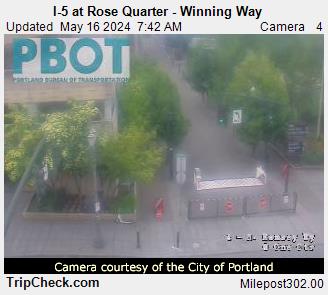 I-5 at Rose Quarter - Winning Way
Updated May 16 2024 7:42 AM Camera 4
PBOT
PORTLAND BUREAU OF TRANSPORTATION
Camera courtesy of the City of Portland
TripCheck.com Milepost302.00